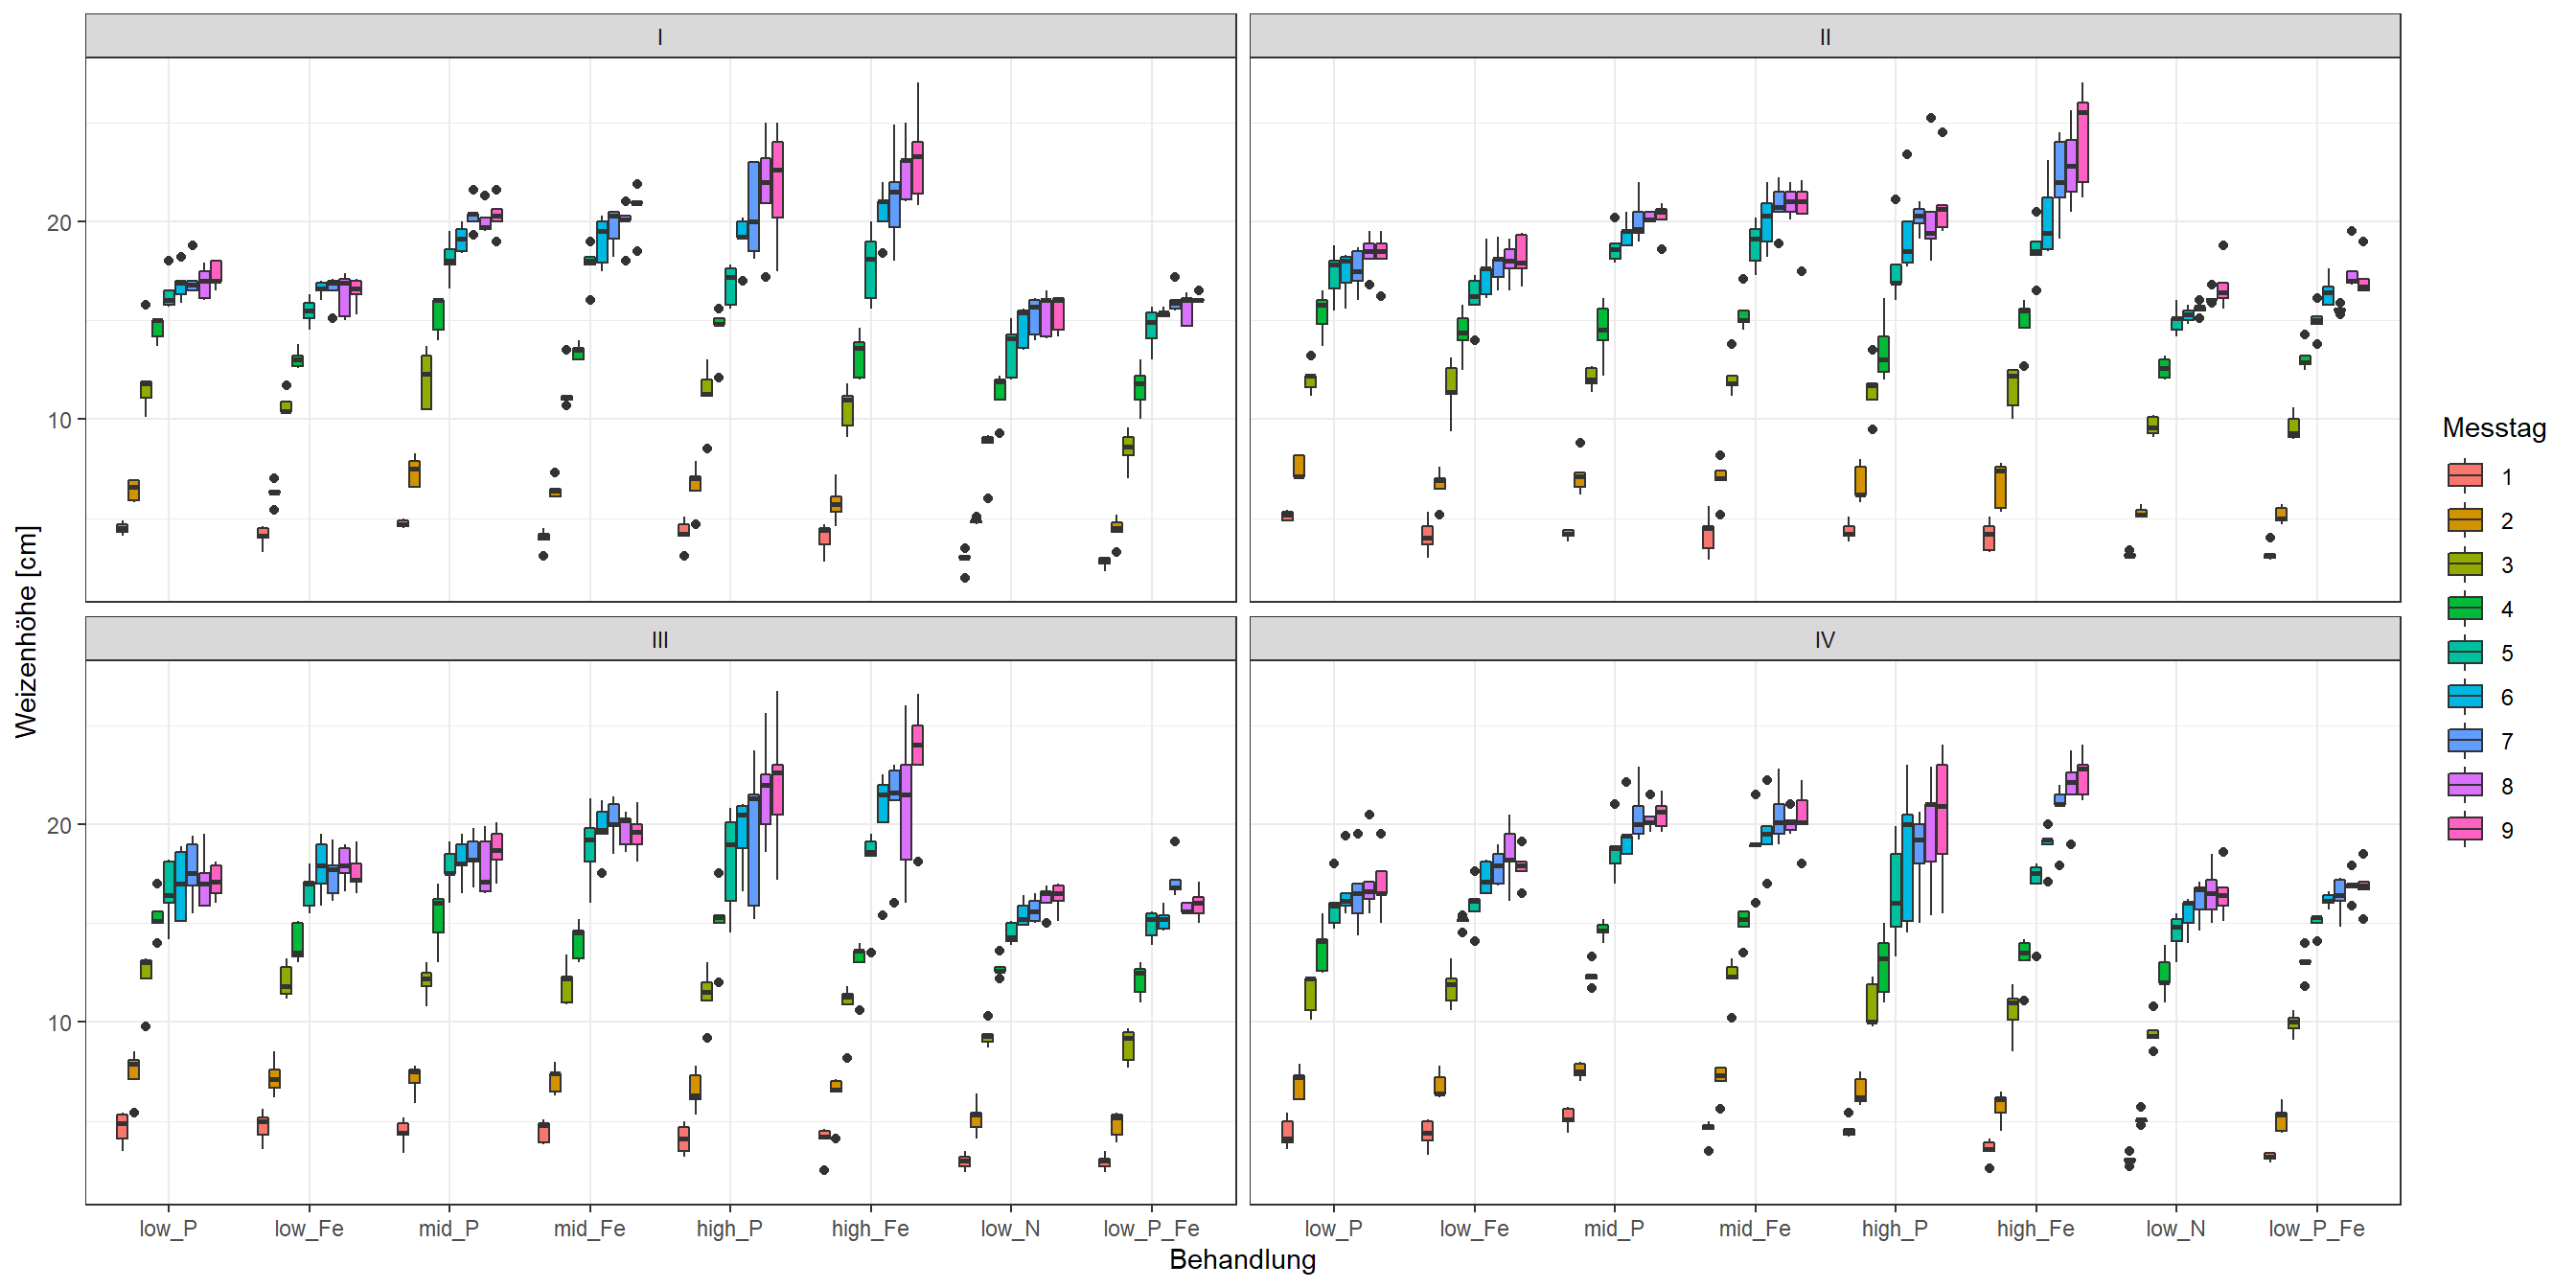 I
II
20
10
III
IV
20
10
Weizenhöhe [cm]
low_P low_Fe mid_P mid_Fe high_P high_Fe low_N low_P_Fe
low_P low_Fe mid_P mid_Fe high_P high_Fe low_N low_P_Fe
Behandlung
Messtag
1
2
3
4
5
6
7
8
9